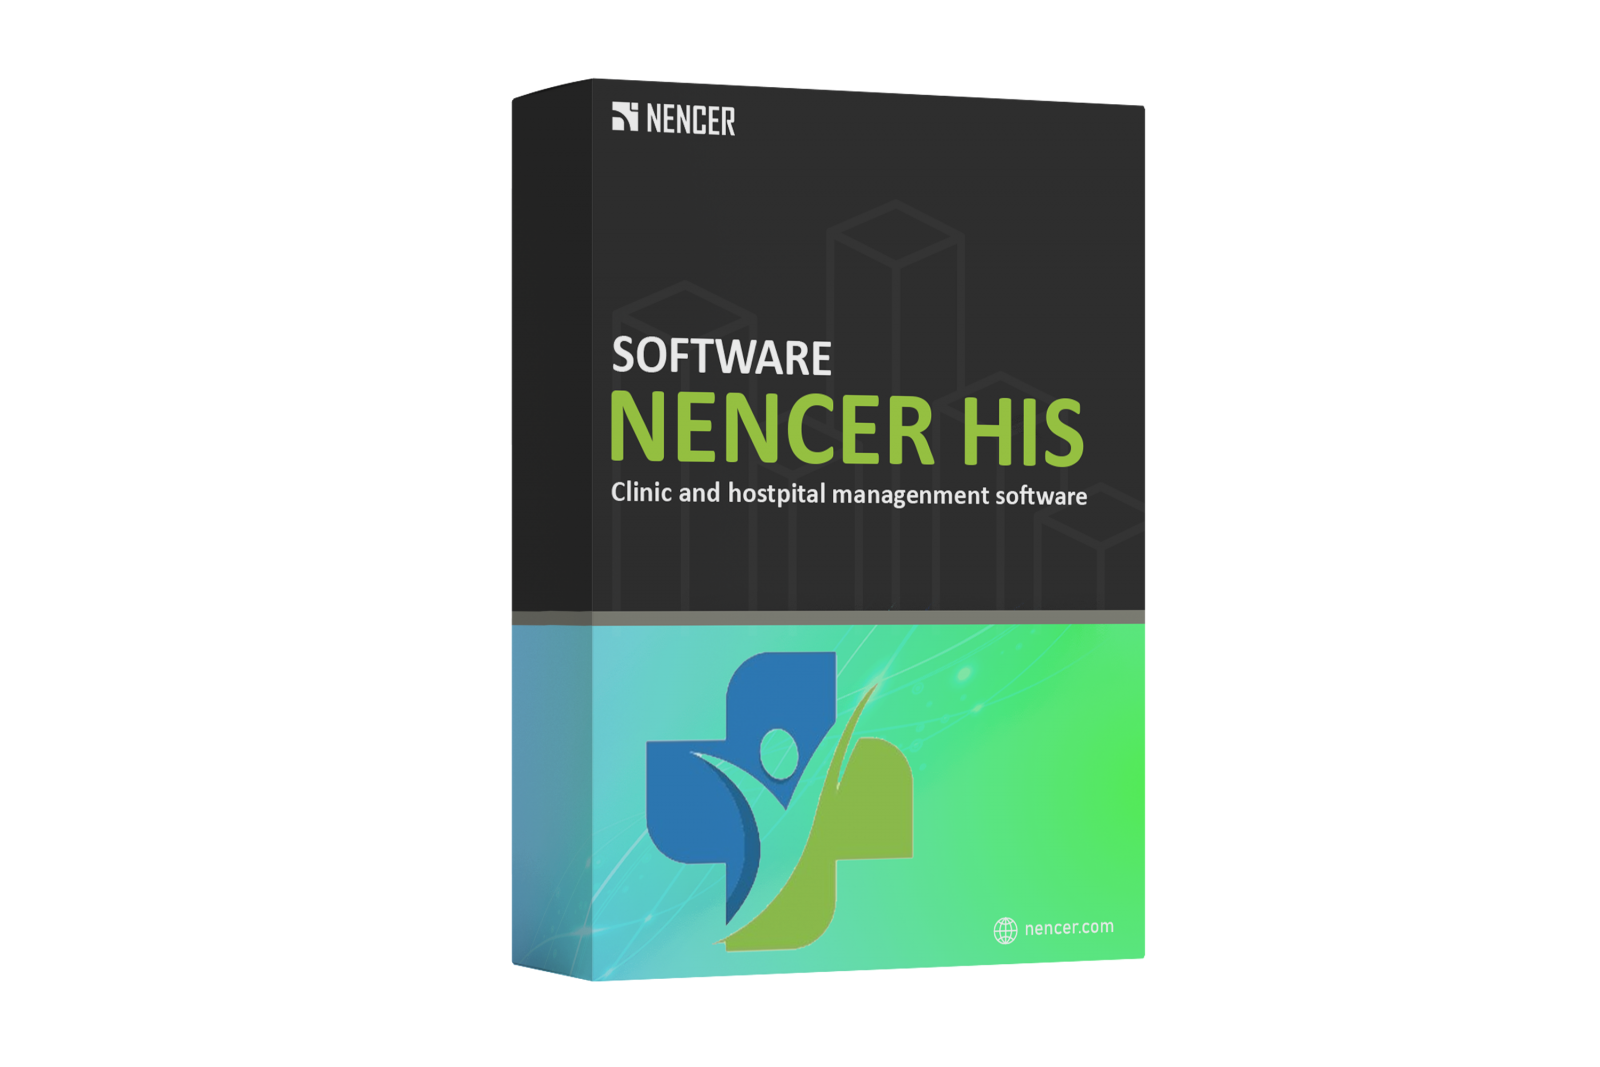 NENCER
SOFTWARE
NENCER HIS
Clinic and hostpital managenment software
nencer.com